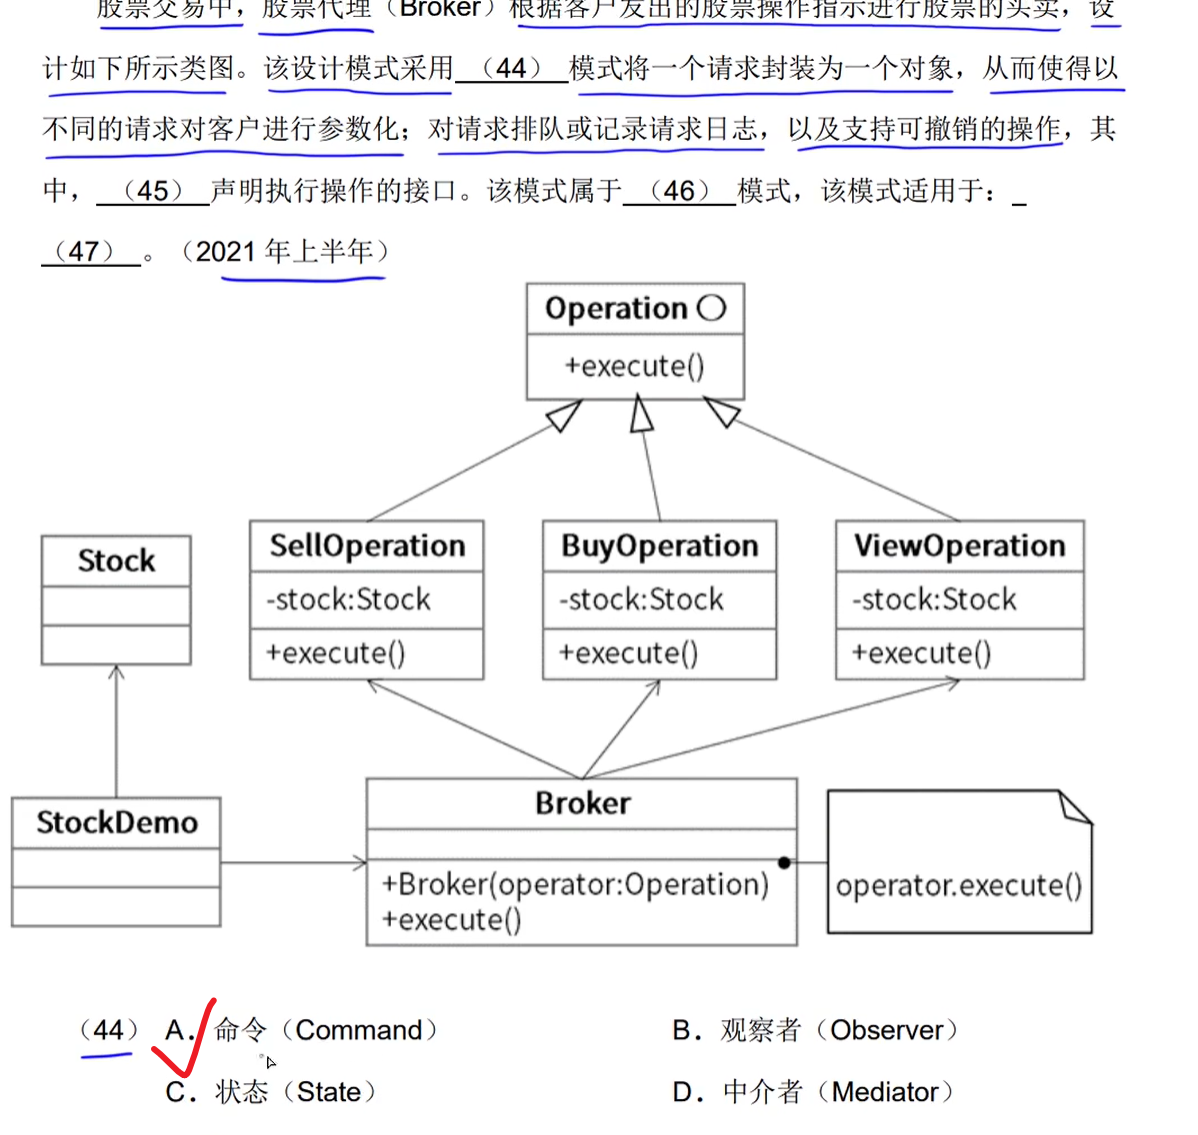 股票交易中，股票代理（Broker）根据客户发出的股票操作指示进行股票的买卖，设
计如下所示类图。该设计模式采用 （44） 模式将一个请求封装为一个对象，从而使得以
不同的请求对客户进行参数化；对请求排队或记录请求日志，以及支持可撤销的操作，其
中， （45） 声明执行操作的接口。该模式属于 （46） 模式，该模式适用于：_
（47） 。（2021 年上半年）
Operation
+execute()
SellOperation
-stock:Stock
+execute()
BuyOperation
-stock:Stock
+execute()
ViewOperation
-stock:Stock
+execute()
Stock
StockDemo
Broker
+Broker(operator:Operation)
+execute()
operator.execute()
（44） A．命令（Command） B．观察者（Observer）
C．状态（State） D．中介者（Mediator）